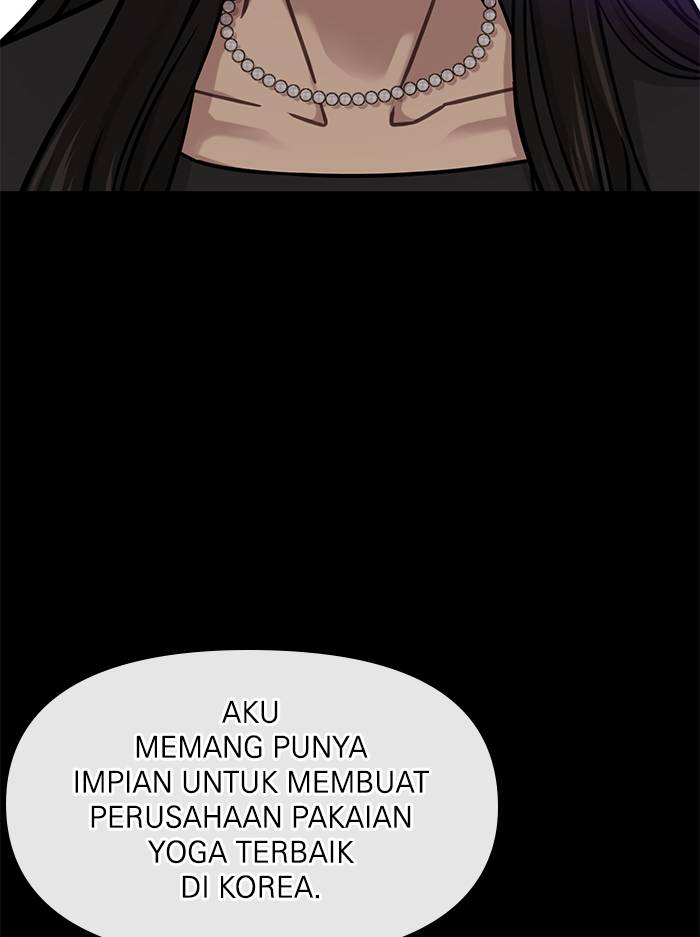 AKU
MEMANG PUNYA
IMPIAN UNTUK MEMBUAT
PERUSAHAAN PAKAIAN
YOGA TERBAIK
DI KOREA.